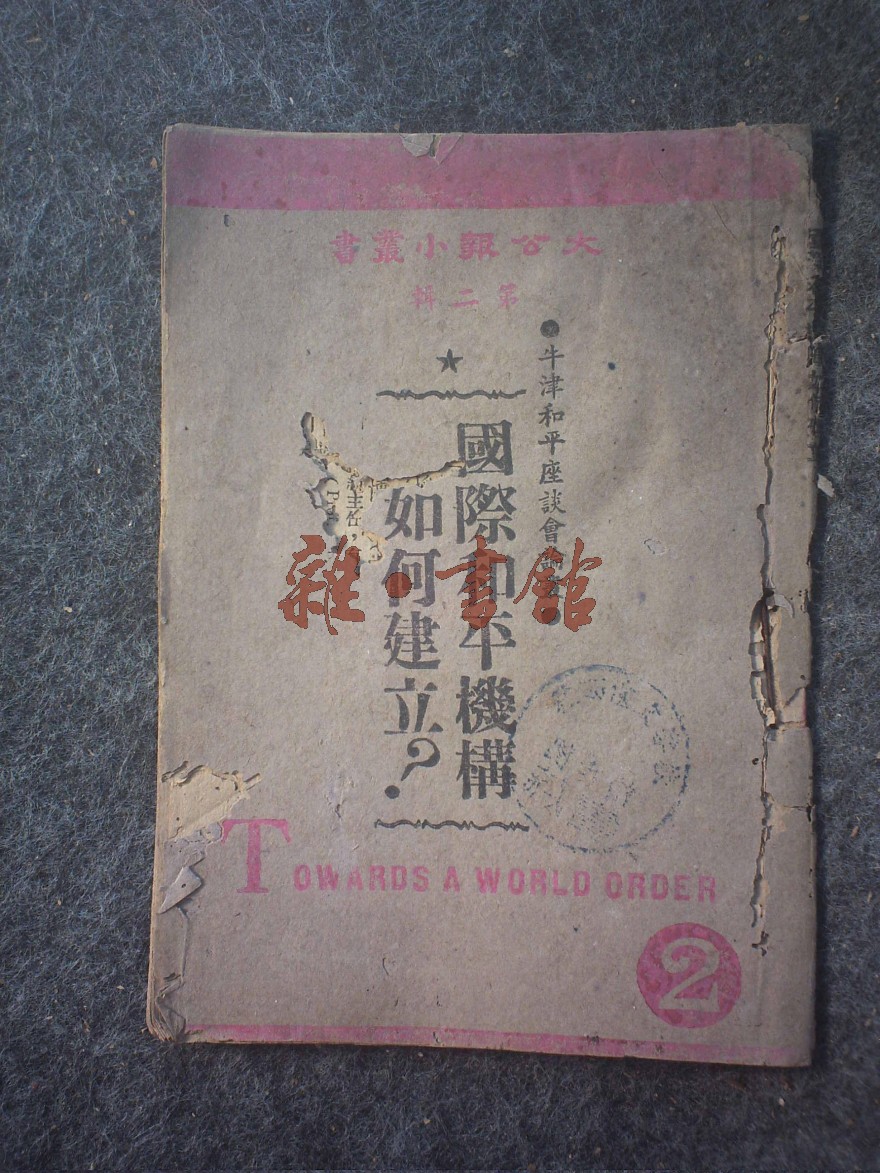 大公報小叢書
第二輯
●牛津和平座談會論
國際和平機構
如何建立？
TOWARDS A WORLD ORDER
2
雜·書館